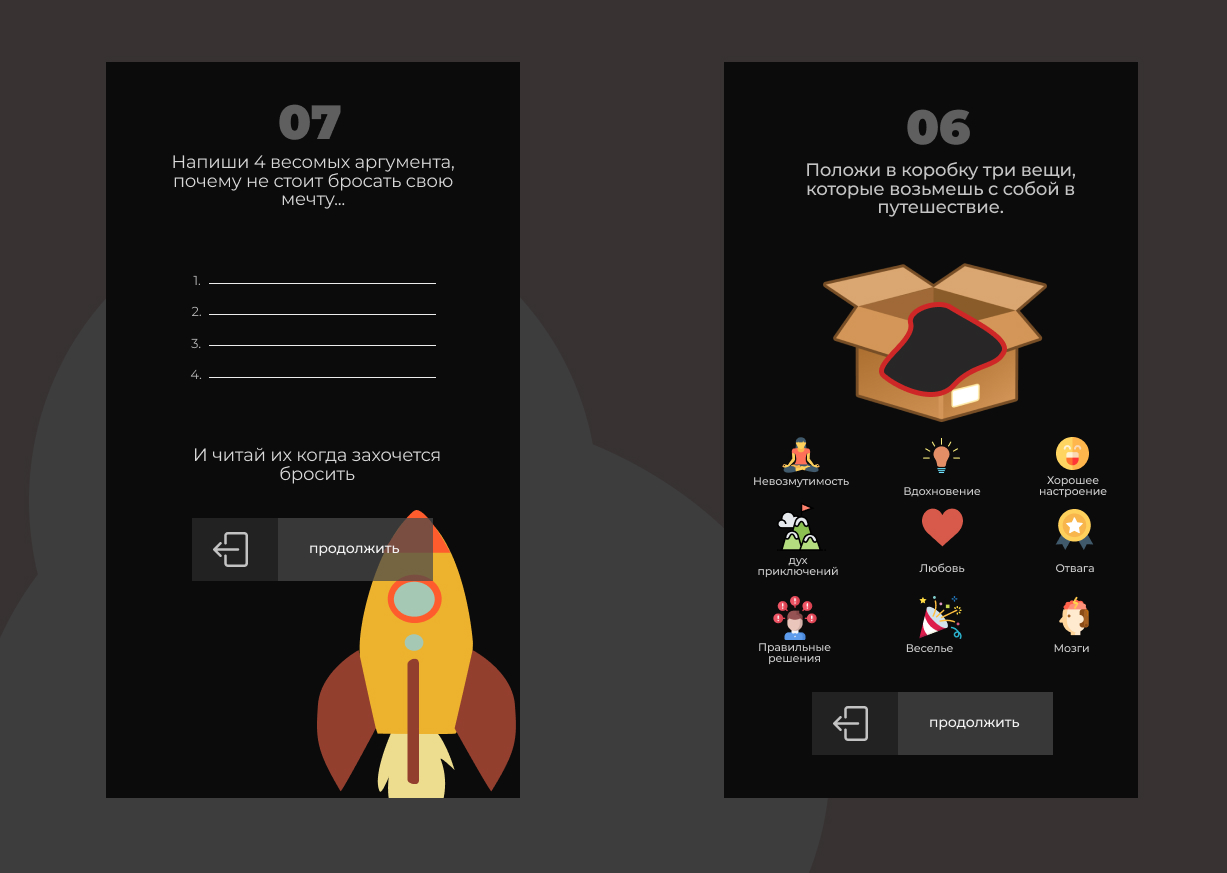 07
Напиши 4 весомых аргумента,
почему не стоит бросать свою
мечту...
1.
2.
3.
4.
И читай их когда захочется
бросить
продолжить
06
Положи в коробку три вещи,
которые возьмешь с собой в
путешествие.
Невозмутимость
Вдохновение
Хорошее
настроение
дух
приключений
Любовь
Отвага
Правильные
решения
Веселье
Мозги
продолжить